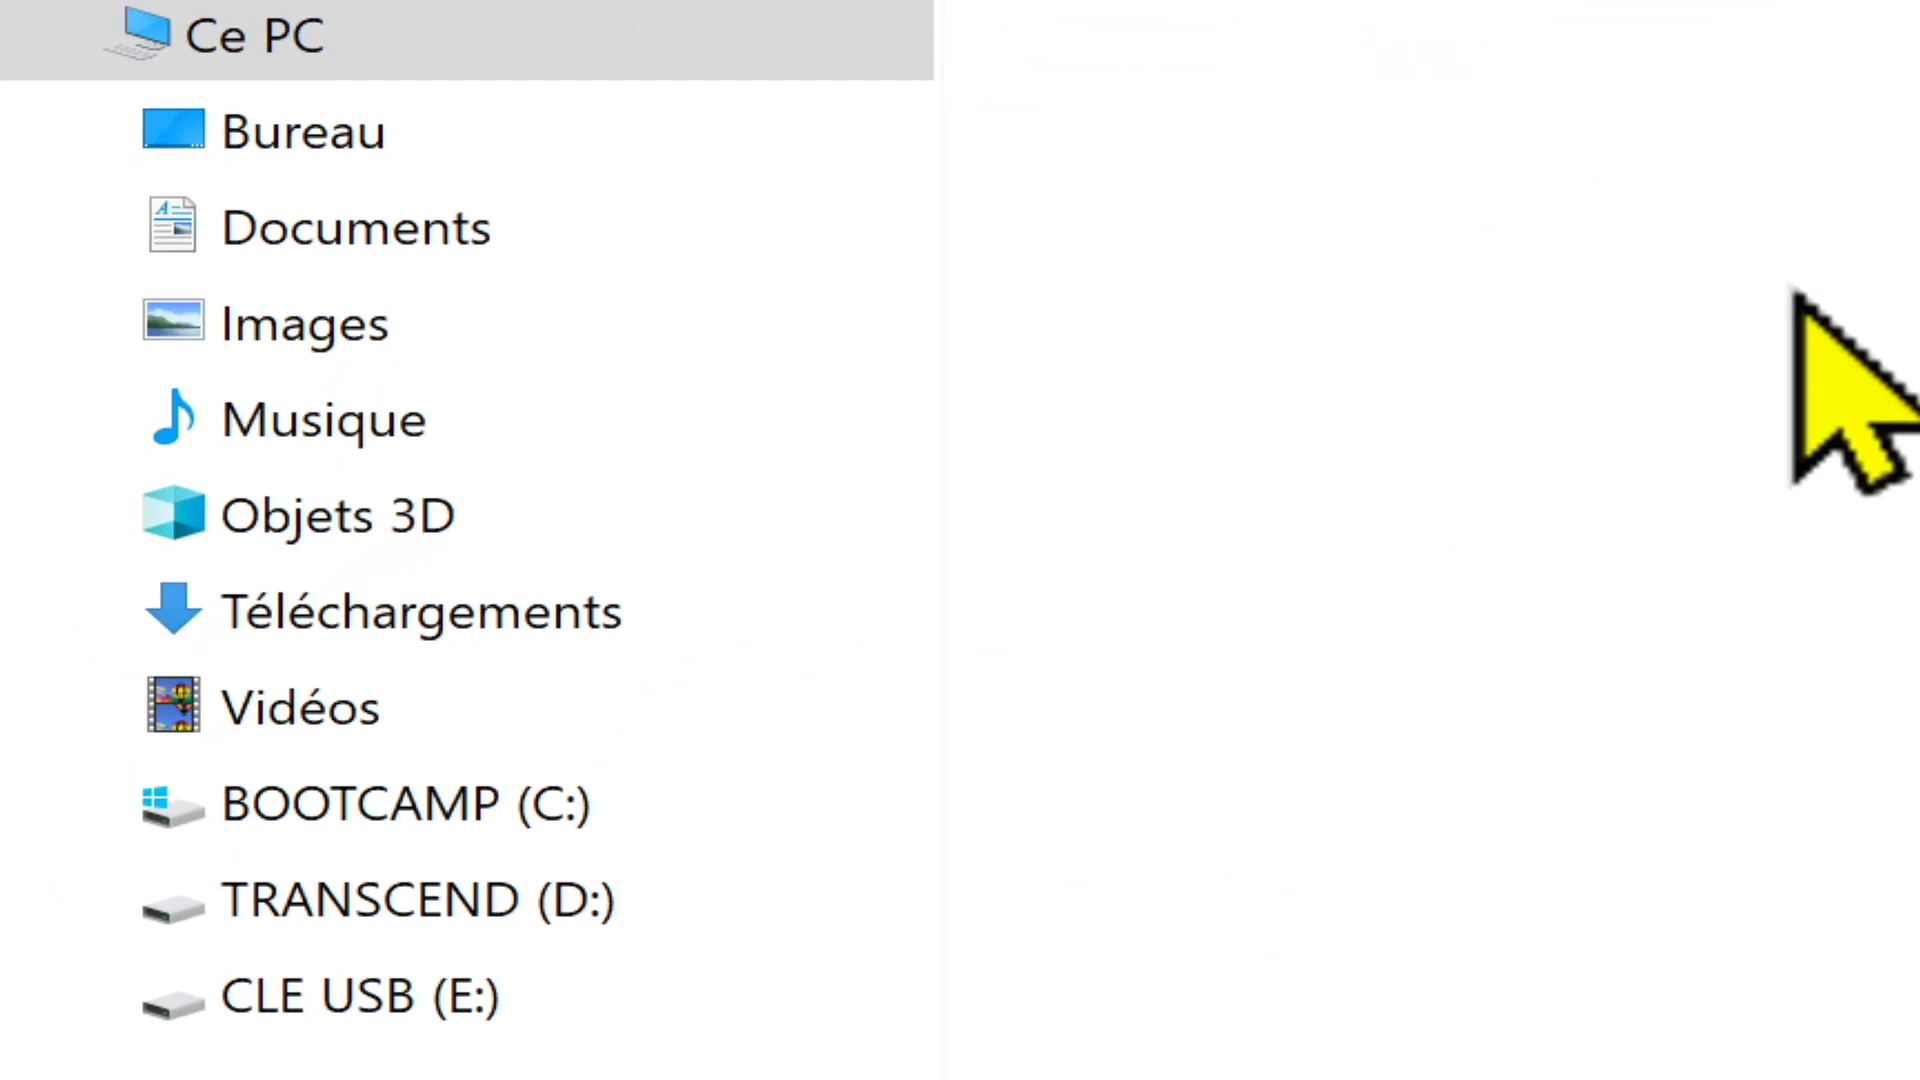 Ce PC
Bureau
Documents
Images
Musique
Objets 3D
Téléchargements
Vidéos
BOOTCAMP (C:)
TRANSCEND (D:)
CLE USB (E:)